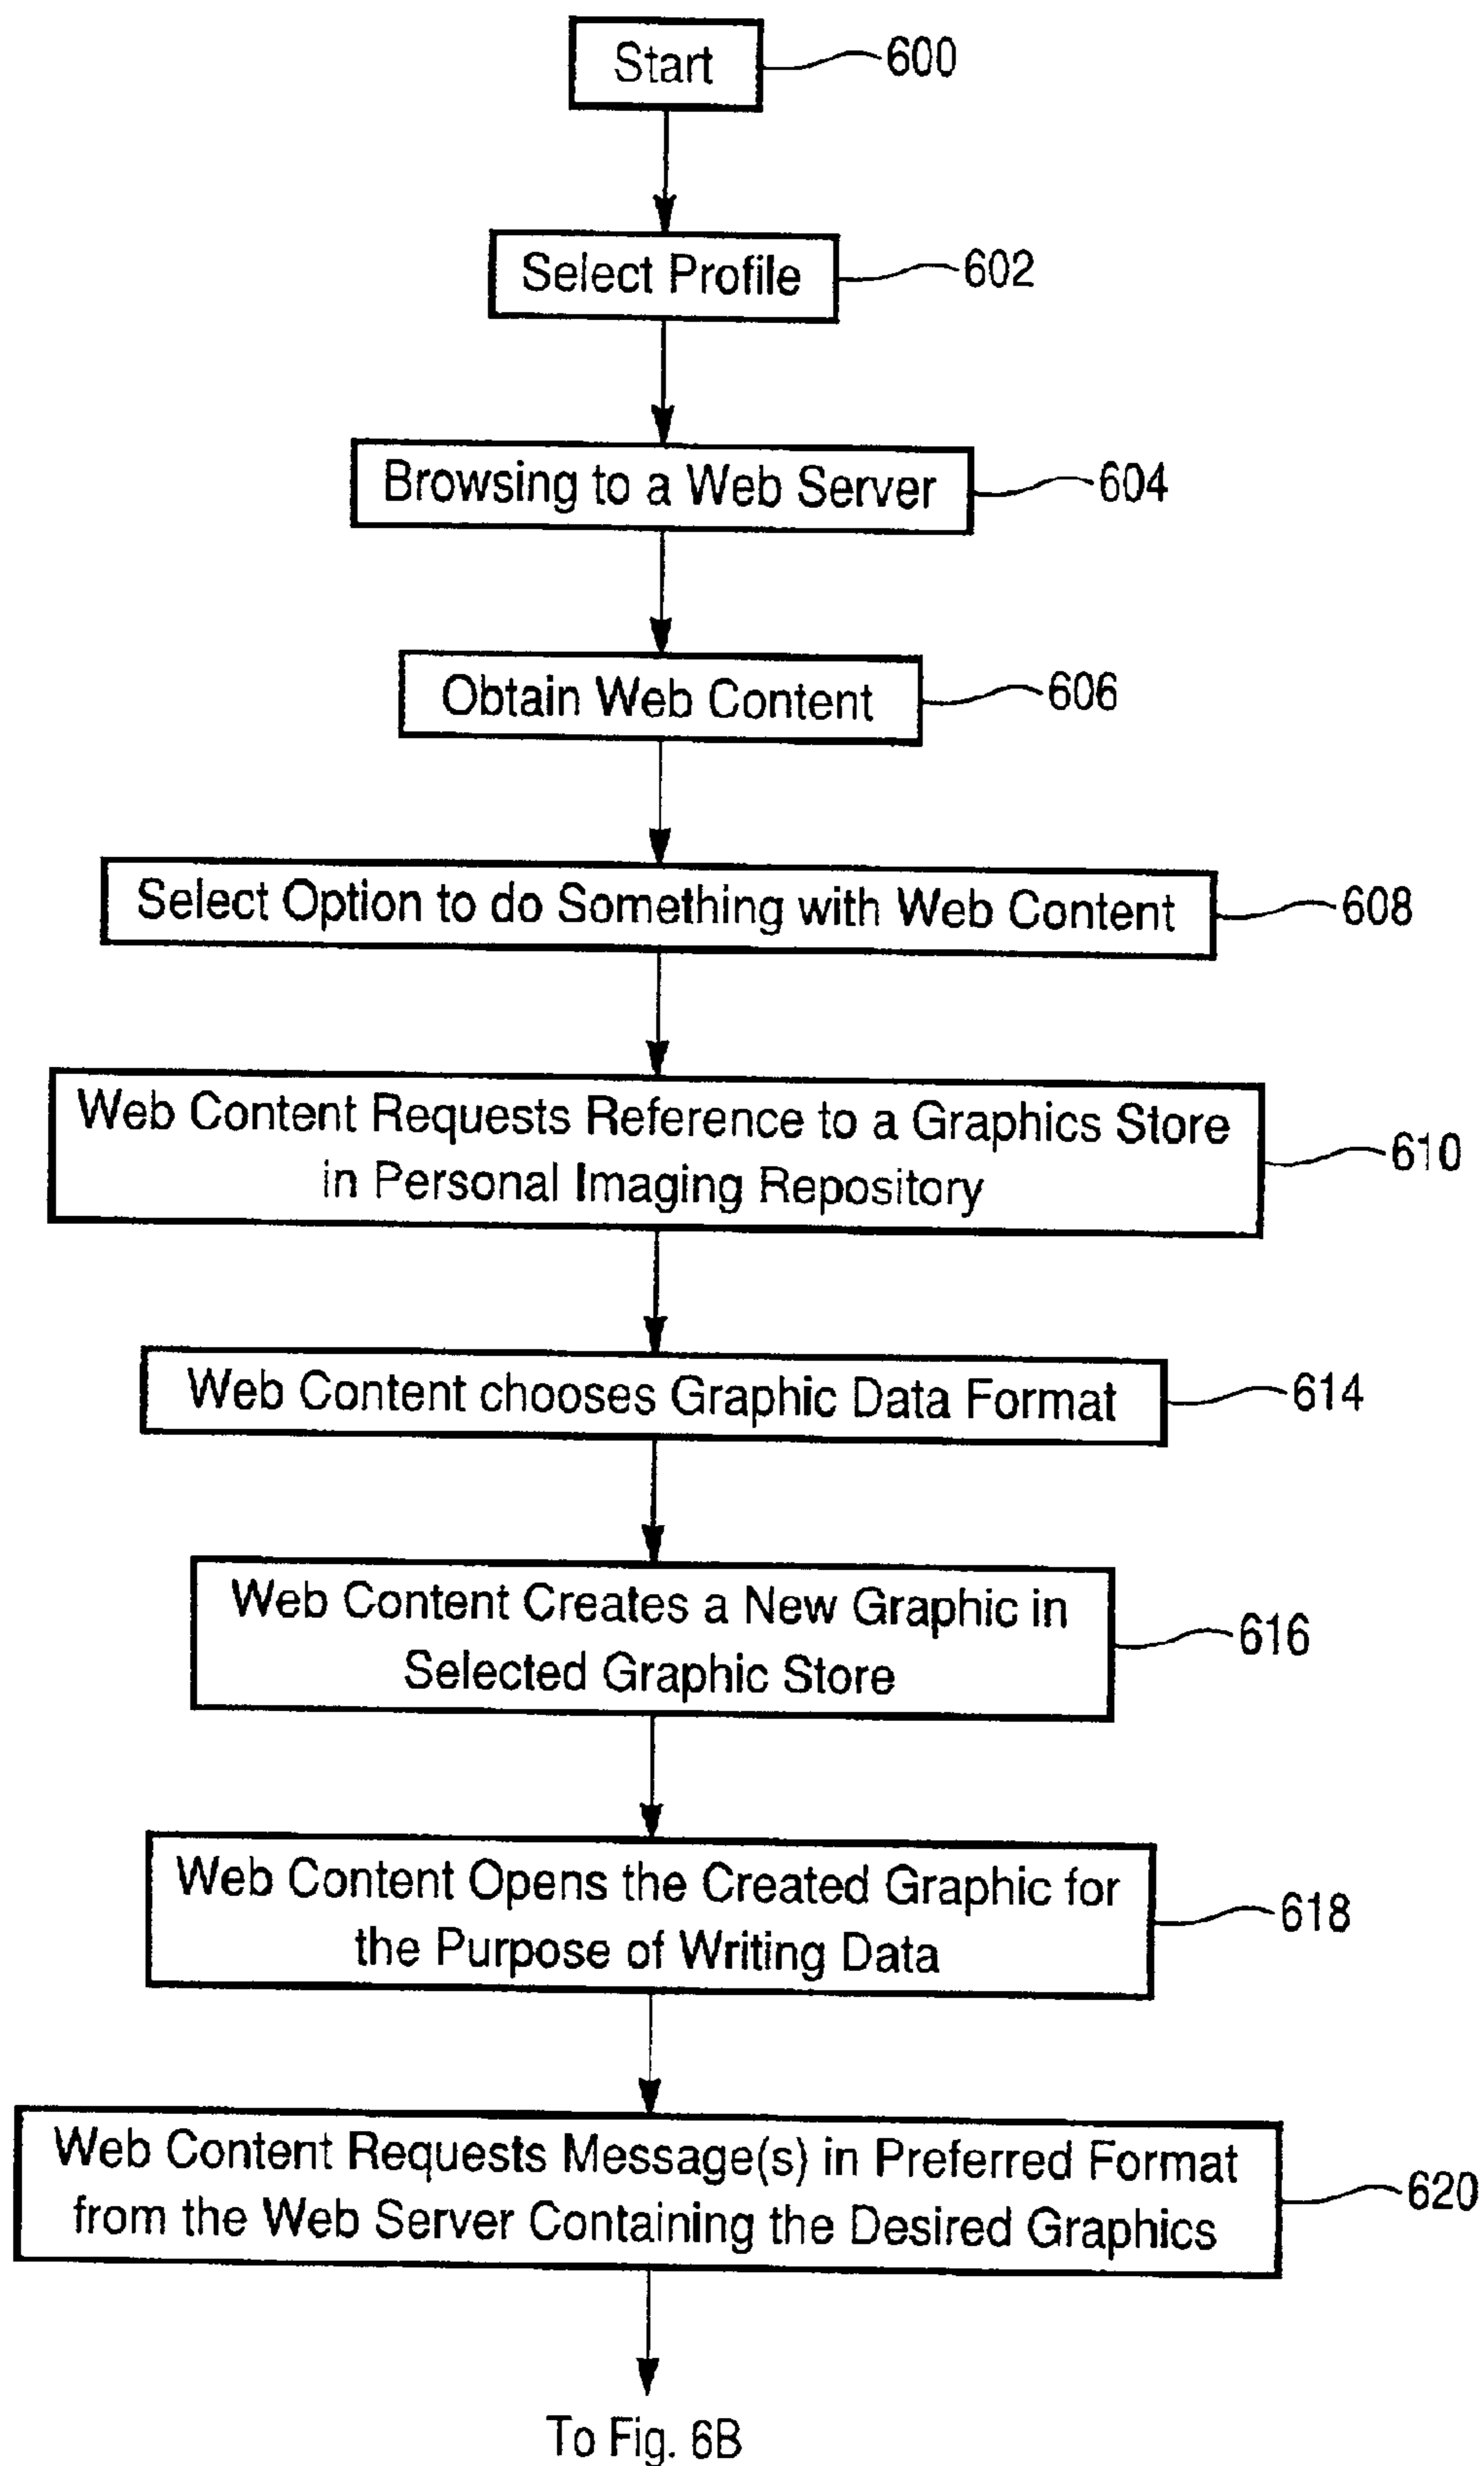 Start
600
Select Profile
602
Browsing to a Web Server
604
Obtain Web Content
606
Select Option to do Something with Web Content
608
Web Content Requests Reference to a Graphics Store
in Personal Imaging Repository
610
Web Content chooses Graphic Data Format
614
Web Content Creates a New Graphic in
Selected Graphic Store
616
Web Content Opens the Created Graphic for
the Purpose of Writing Data
618
Web Content Requests Message(s) in Preferred Format
from the Web Server Containing the Desired Graphics
620
To Fig. 6B